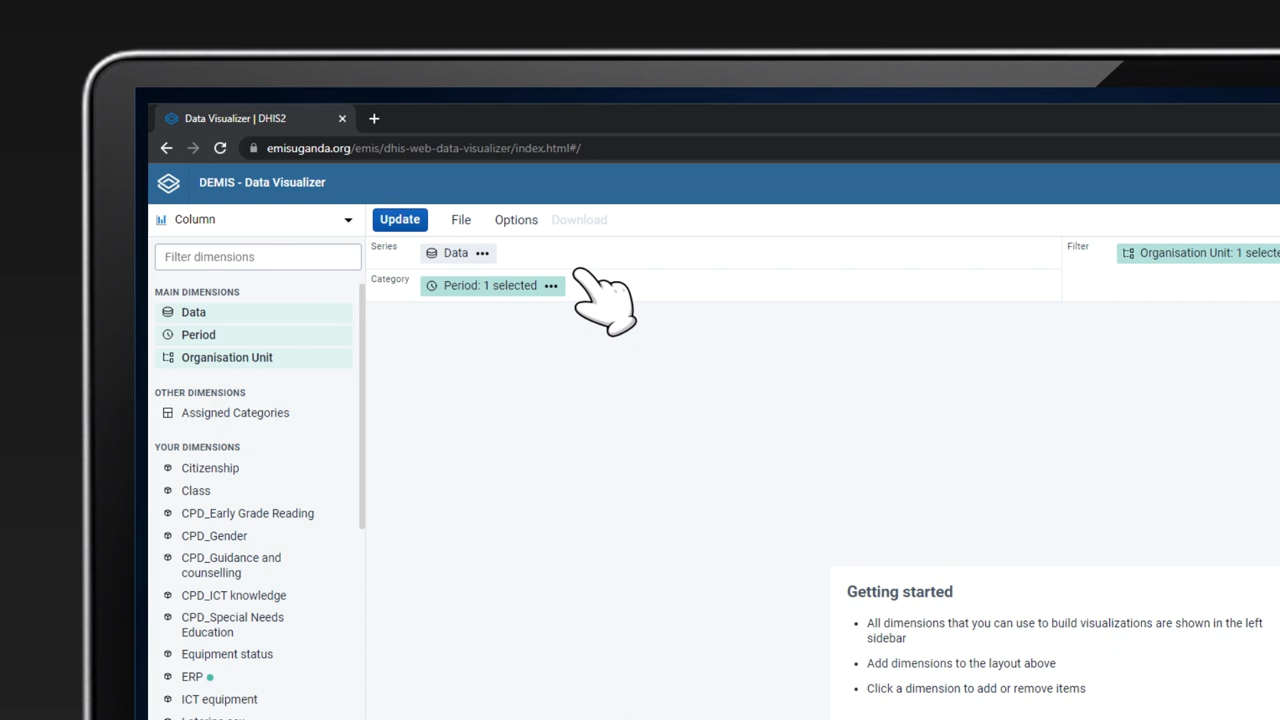 Data Visualizer | DHIS2
emisuganda.org/emis/dhis-web-data-visualizer/index.html#/
DEMIS - Data Visualizer
Column
Update File Options Download
Filter dimensions
Series
Data
Filter
Organisation Unit: 1 selecte
Category
Period: 1 selected
MAIN DIMENSIONS
Data
Period
Organisation Unit
OTHER DIMENSIONS
Assigned Categories
YOUR DIMENSIONS
Citizenship
Class
CPD_Early Grade Reading
CPD_Gender
CPD_Guidance and
counselling
CPD_ICT knowledge
CPD_Special Needs
Education
Equipment status
ERP
ICT equipment
Getting started
All dimensions that you can use to build visualizations are shown in the left
sidebar
Add dimensions to the layout above
Click a dimension to add or remove items